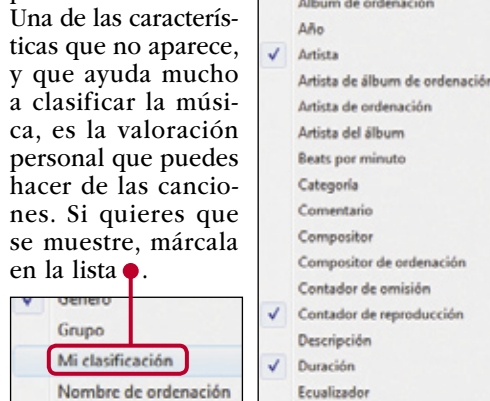 Una de las caracterís-
ticas que no aparece,
y que ayuda mucho
a clasificar la músi-
ca, es la valoración
personal que puedes
hacer de las cancio-
nes. Si quieres que
se muestre, márcala
en la lista .
Género
Grupo
Mi clasificación
Nombre de ordenación
Álbum de ordenación
Año
Artista
Artista de álbum de ordenación
Artista de ordenación
Artista del álbum
Beats por minuto
Categoría
Comentario
Compositor
Compositor de ordenación
Contador de omisión
Contador de reproducción
Descripción
Duración
Ecualizador